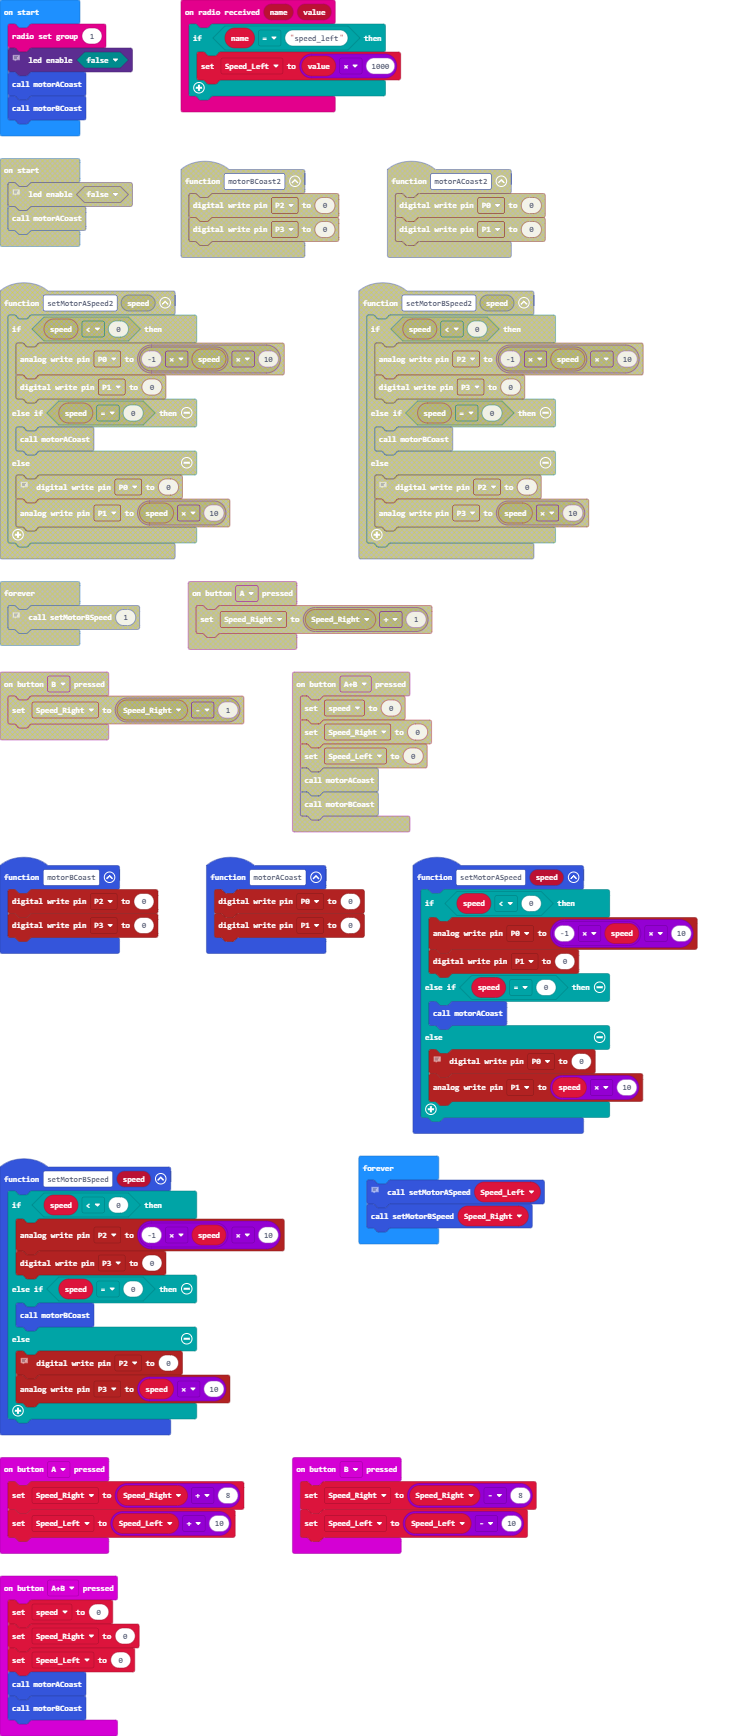 on start
radio set group 1
led enable false
call motorACoast
call motorBCoast
on radio received name value
if name = "speed_left" then
set Speed_Left to value × 1000
on start
led enable false
call motorACoast
function motorBCoast2
digital write pin P2 to 0
digital write pin P3 to 0
function motorACoast2
digital write pin P0 to 0
digital write pin P1 to 0
function setMotorASpeed2 speed
if speed < 0 then
analog write pin P0 to -1 × speed × 10
digital write pin P1 to 0
else if speed = 0 then
call motorACoast
else
digital write pin P0 to 0
analog write pin P1 to speed × 10
function setMotorBSpeed2 speed
if speed < 0 then
analog write pin P2 to -1 × speed × 10
digital write pin P3 to 0
else if speed = 0 then
call motorBCoast
else
digital write pin P2 to 0
analog write pin P3 to speed × 10
forever
call setMotorBSpeed 1
on button A pressed
set Speed_Right to Speed_Right + 1
on button B pressed
set Speed_Right to Speed_Right - 1
on button A+B pressed
set speed to 0
set Speed_Right to 0
set Speed_Left to 0
call motorACoast
call motorBCoast
function motorBCoast
digital write pin P2 to 0
digital write pin P3 to 0
function motorACoast
digital write pin P0 to 0
digital write pin P1 to 0
function setMotorASpeed speed
if speed < 0 then
analog write pin P0 to -1 × speed × 10
digital write pin P1 to 0
else if speed = 0 then
call motorACoast
else
digital write pin P0 to 0
analog write pin P1 to speed × 10
function setMotorBSpeed speed
if speed < 0 then
analog write pin P2 to -1 × speed × 10
digital write pin P3 to 0
else if speed = 0 then
call motorBCoast
else
digital write pin P2 to 0
analog write pin P3 to speed × 10
forever
call setMotorASpeed Speed_Left
call setMotorBSpeed Speed_Right
on button A pressed
set Speed_Right to Speed_Right + 8
set Speed_Left to Speed_Left + 10
on button B pressed
set Speed_Right to Speed_Right - 8
set Speed_Left to Speed_Left - 10
on button A+B pressed
set speed to 0
set Speed_Right to 0
set Speed_Left to 0
call motorACoast
call motorBCoast